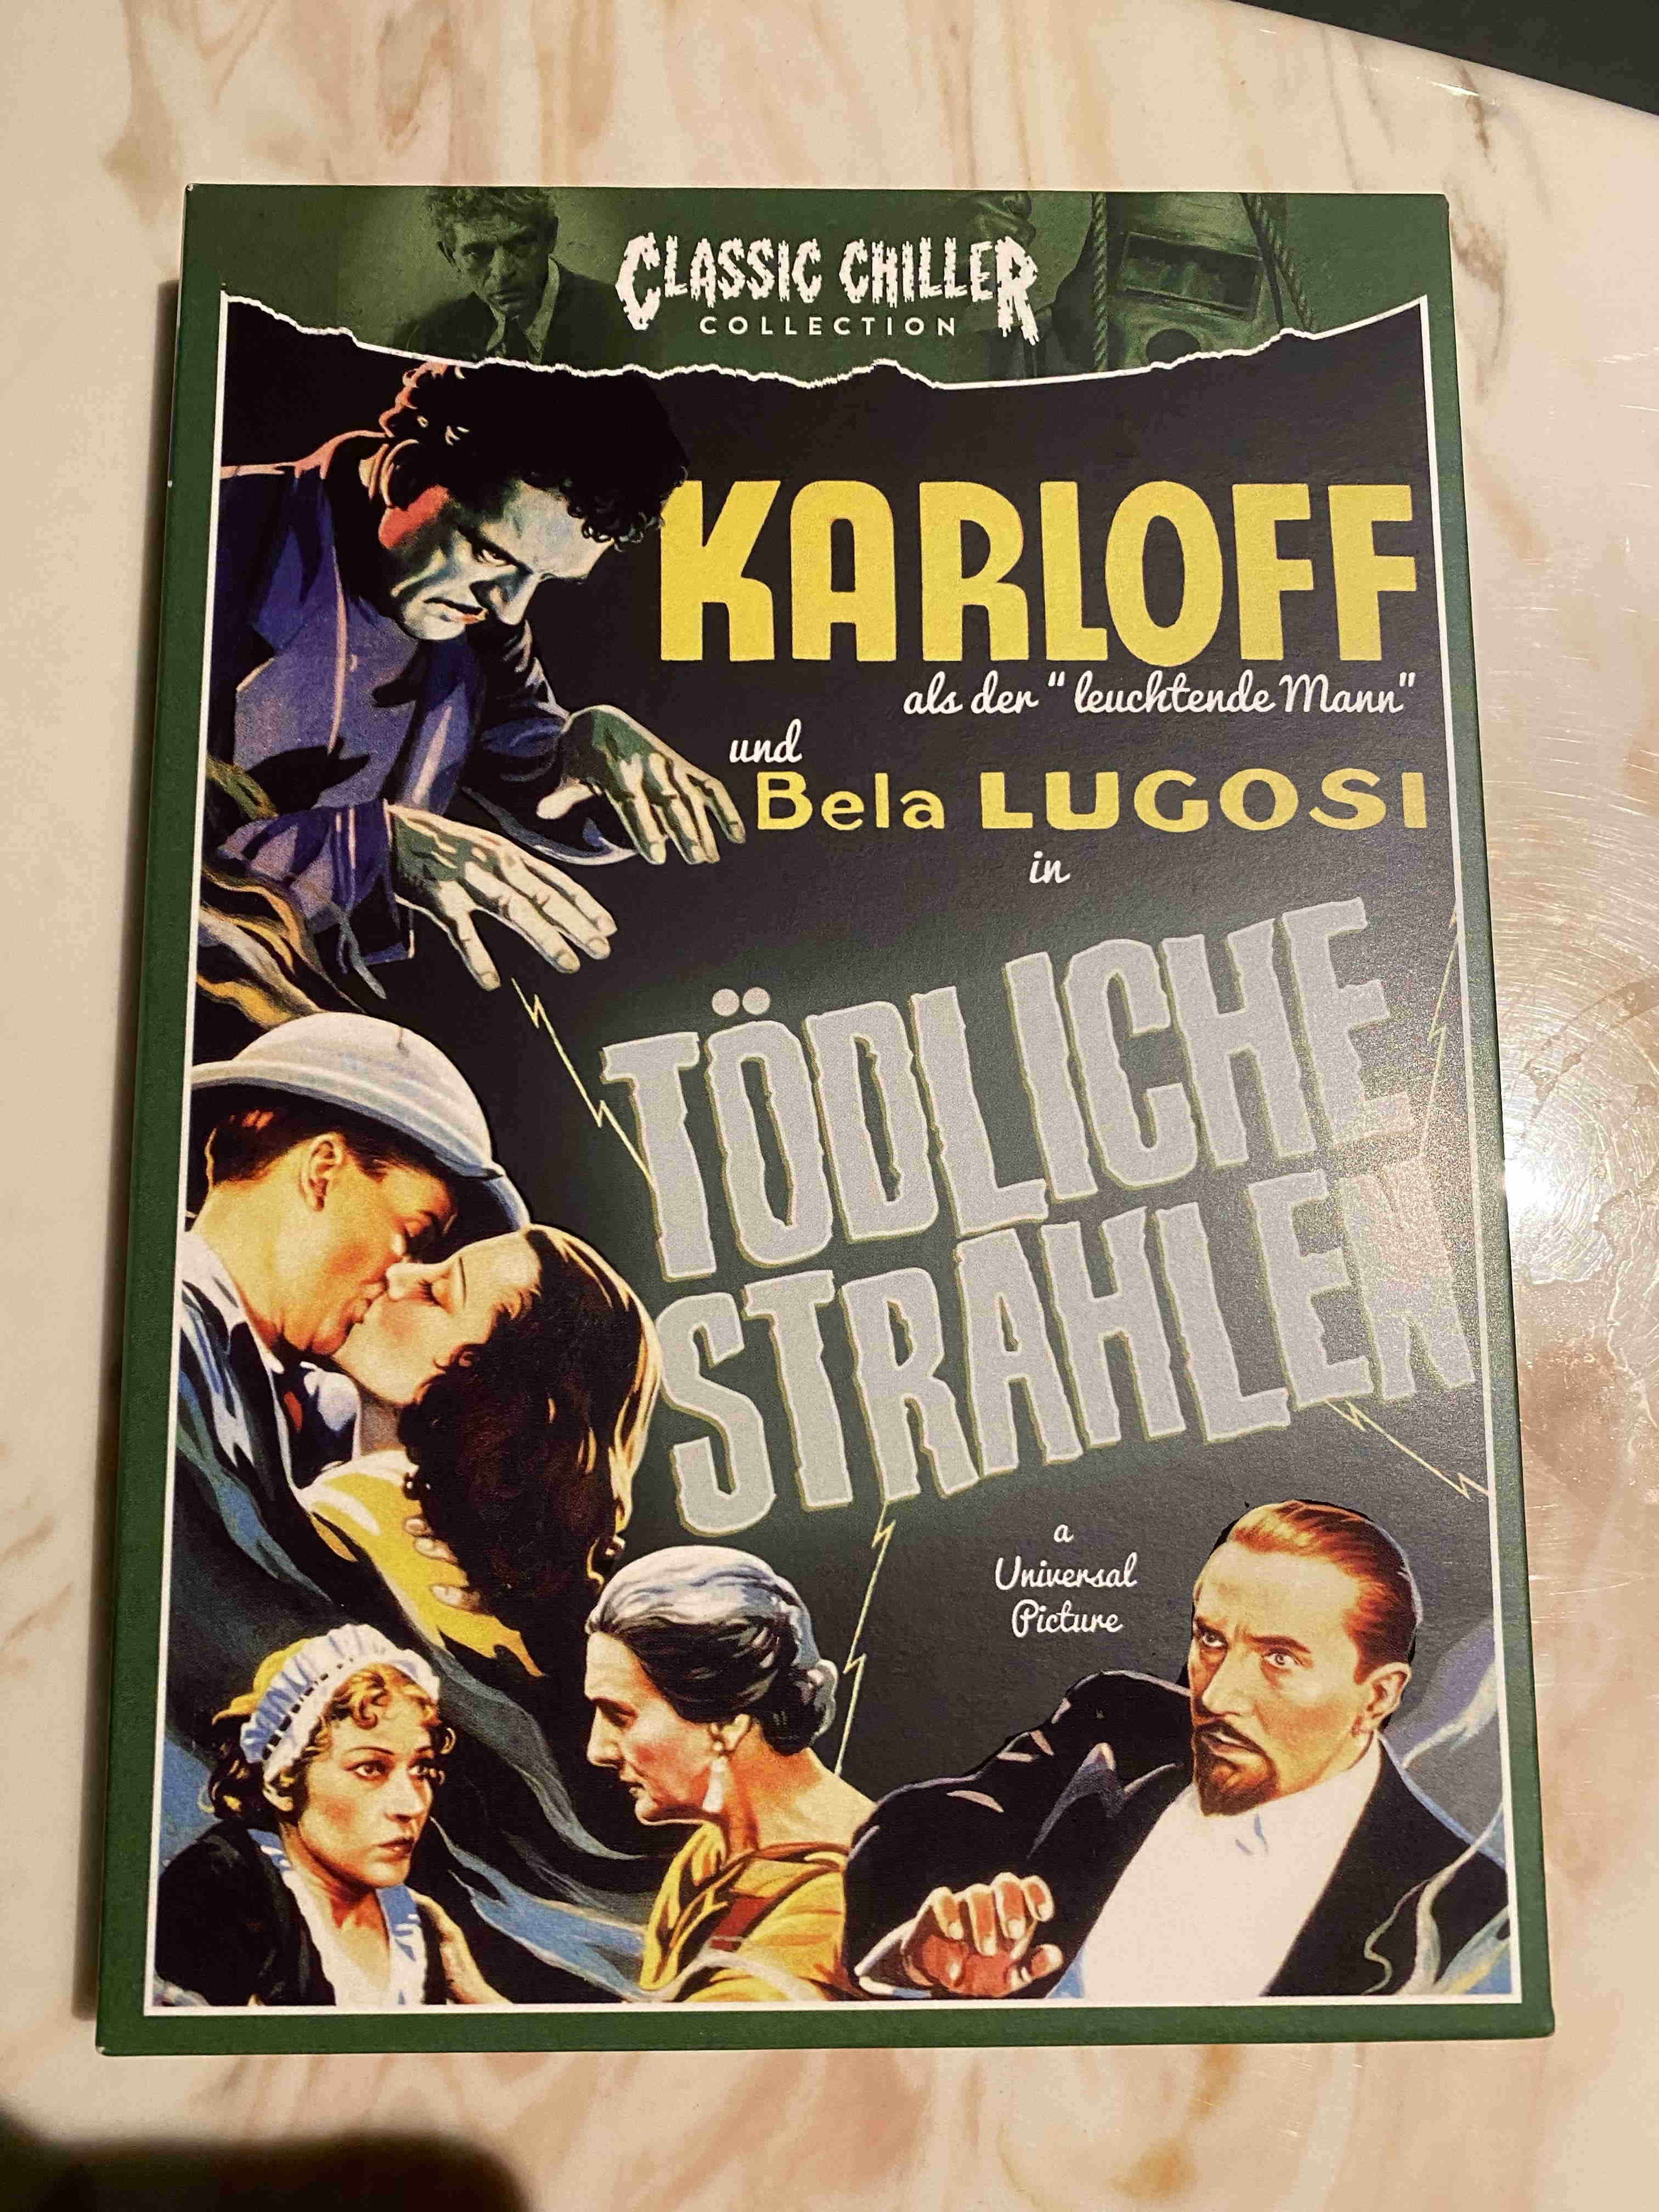 CLASSIC CHILLER
COLLECTION
KARLOFF
als der "leuchtende Mann"
und
Bela LUGOSI
in
TÖDLICHE
STRAHLEN
a
Universal
Picture